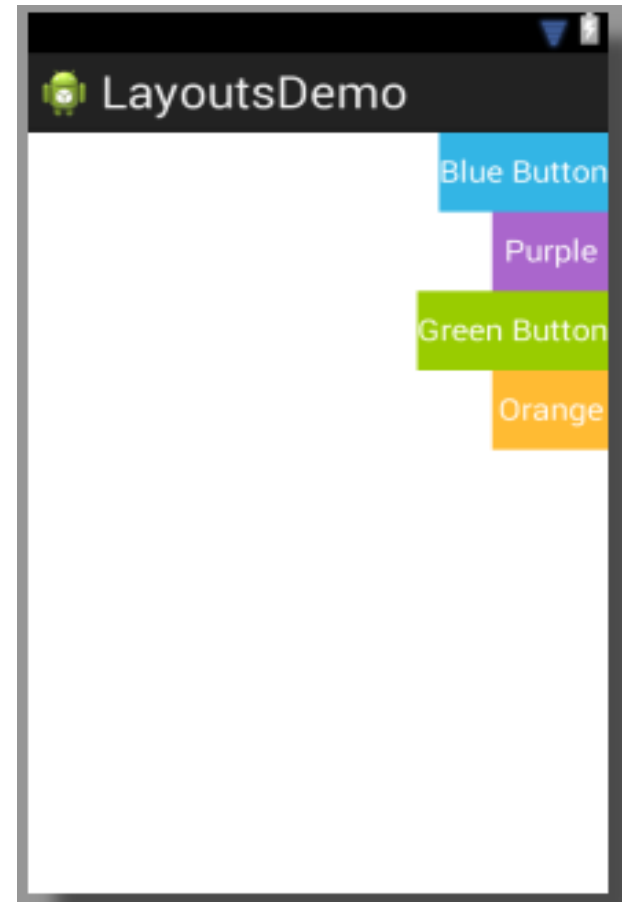 LayoutsDemo
Blue Button
Purple
Green Button
Orange